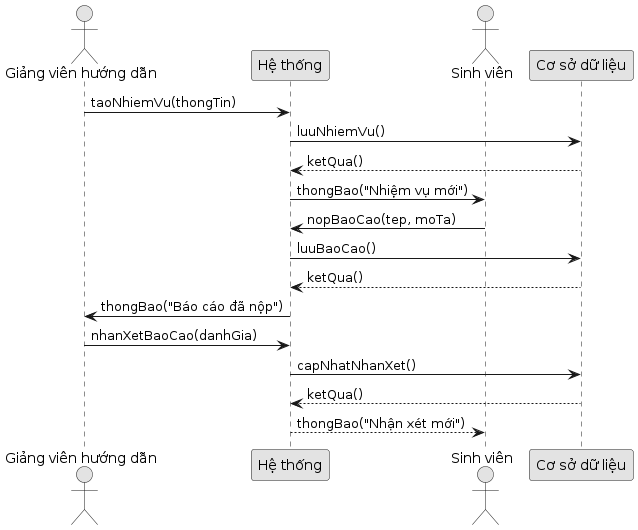 Giảng viên hướng dẫn
Hệ thống
Sinh viên
Cơ sở dữ liệu
taoNhiemVu(thongTin)
luuNhiemVu()
ketQua()
thongBao("Nhiệm vụ mới")
nopBaoCao(tep, moTa)
luuBaoCao()
ketQua()
thongBao("Báo cáo đã nộp")
nhanXetBaoCao(danhGia)
capNhatNhanXet()
ketQua()
thongBao("Nhận xét mới")
Giảng viên hướng dẫn
Hệ thống
Sinh viên
Cơ sở dữ liệu